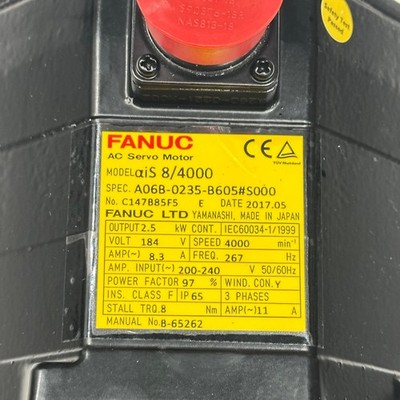 Safety Test
Passed
FANUC
AC Servo Motor
MODEL αiS 8/4000
SPEC. A06B-0235-B605#S000
No. C147B85F5 E DATE 2017.05
FANUC LTD YAMANASHI, MADE IN JAPAN
OUTPUT 2.5 kW CONT. IEC60034-1/1999
VOLT 184 V SPEED 4000 min⁻¹
AMP(~) 8.3 A FREQ. 267 Hz
AMP. INPUT(~) 200-240 V 50/60Hz
POWER FACTOR 97 % WIND. CON.Y
INS. CLASS F IP 65 3 PHASES
STALL TRQ.8 Nm AMP(~)11 A
MANUAL No.B-65262